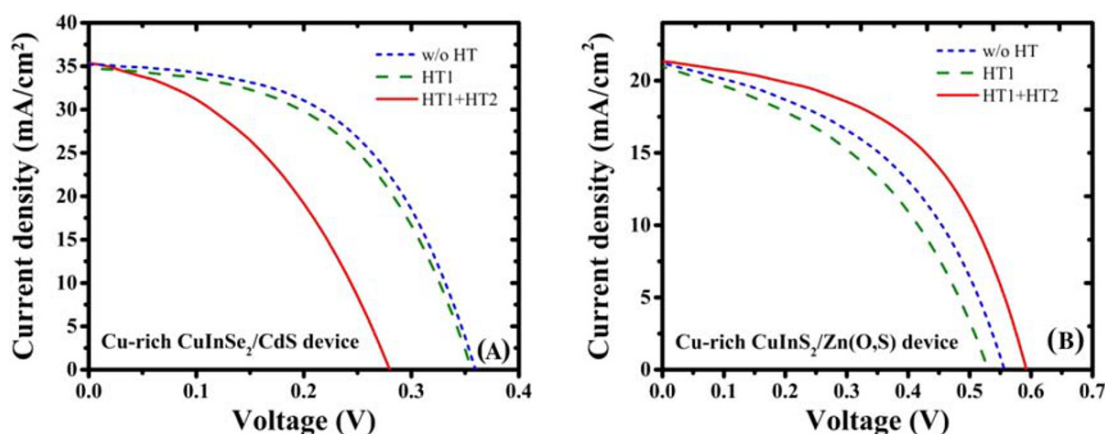 Current density (mA/cm²)
40
35
30
25
20
15
10
5
0
w/o HT
HT1
HT1+HT2
Cu-rich CuInSe₂/CdS device
(A)
0.0 0.1 0.2 0.3 0.4
Voltage (V)
Current density (mA/cm²)
20
15
10
5
0
w/o HT
HT1
HT1+HT2
Cu-rich CuInS₂/Zn(O,S) device
(B)
0.0 0.1 0.2 0.3 0.4 0.5 0.6 0.7
Voltage (V)